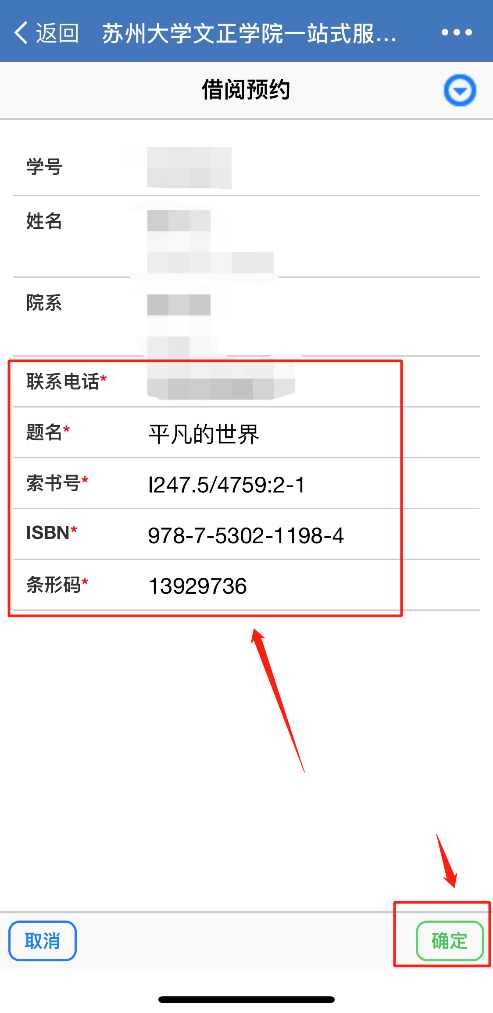 返回 苏州大学文正学院一站式服...
借阅预约
学号
姓名
院系
联系电话*
题名* 平凡的世界
索书号* I247.5/4759:2-1
ISBN* 978-7-5302-1198-4
条形码* 13929736
取消 确定